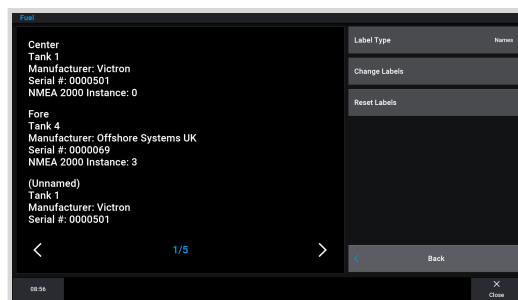 Fuel
Center
Tank 1
Manufacturer: Victron
Serial #: 0000501
NMEA 2000 Instance: 0
Fore
Tank 4
Manufacturer: Offshore Systems UK
Serial #: 0000069
NMEA 2000 Instance: 3
(Unnamed)
Tank 1
Manufacturer: Victron
Serial #: 0000501
1/5
Label Type Names
Change Labels
Reset Labels
Back
08:56
Close